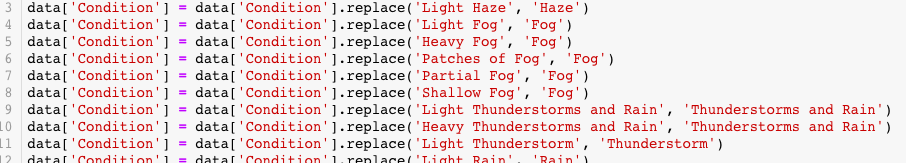 3 data['Condition'] = data['Condition'].replace('Light Haze', 'Haze')
4 data['Condition'] = data['Condition'].replace('Light Fog', 'Fog')
5 data['Condition'] = data['Condition'].replace('Heavy Fog', 'Fog')
6 data['Condition'] = data['Condition'].replace('Patches of Fog', 'Fog')
7 data['Condition'] = data['Condition'].replace('Partial Fog', 'Fog')
8 data['Condition'] = data['Condition'].replace('Shallow Fog', 'Fog')
9 data['Condition'] = data['Condition'].replace('Light Thunderstorms and Rain', 'Thunderstorms and Rain')
10 data['Condition'] = data['Condition'].replace('Heavy Thunderstorms and Rain', 'Thunderstorms and Rain')
11 data['Condition'] = data['Condition'].replace('Light Thunderstorm', 'Thunderstorm')
12 data['Condition'] = data['Condition'].replace('Light Rain', 'Rain')